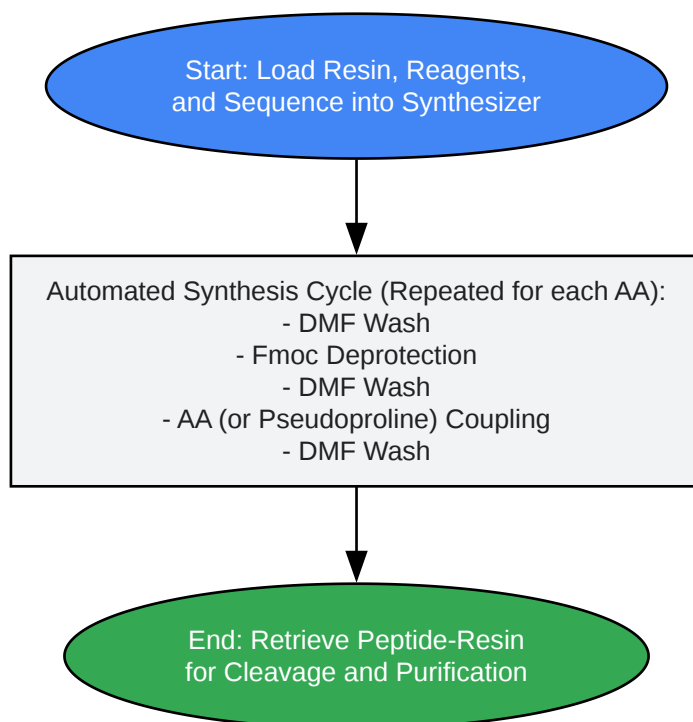 Start: Load Resin, Reagents,
and Sequence into Synthesizer
Automated Synthesis Cycle (Repeated for each AA):
- DMF Wash
- Fmoc Deprotection
- DMF Wash
- AA (or Pseudoproline) Coupling
- DMF Wash
End: Retrieve Peptide-Resin
for Cleavage and Purification